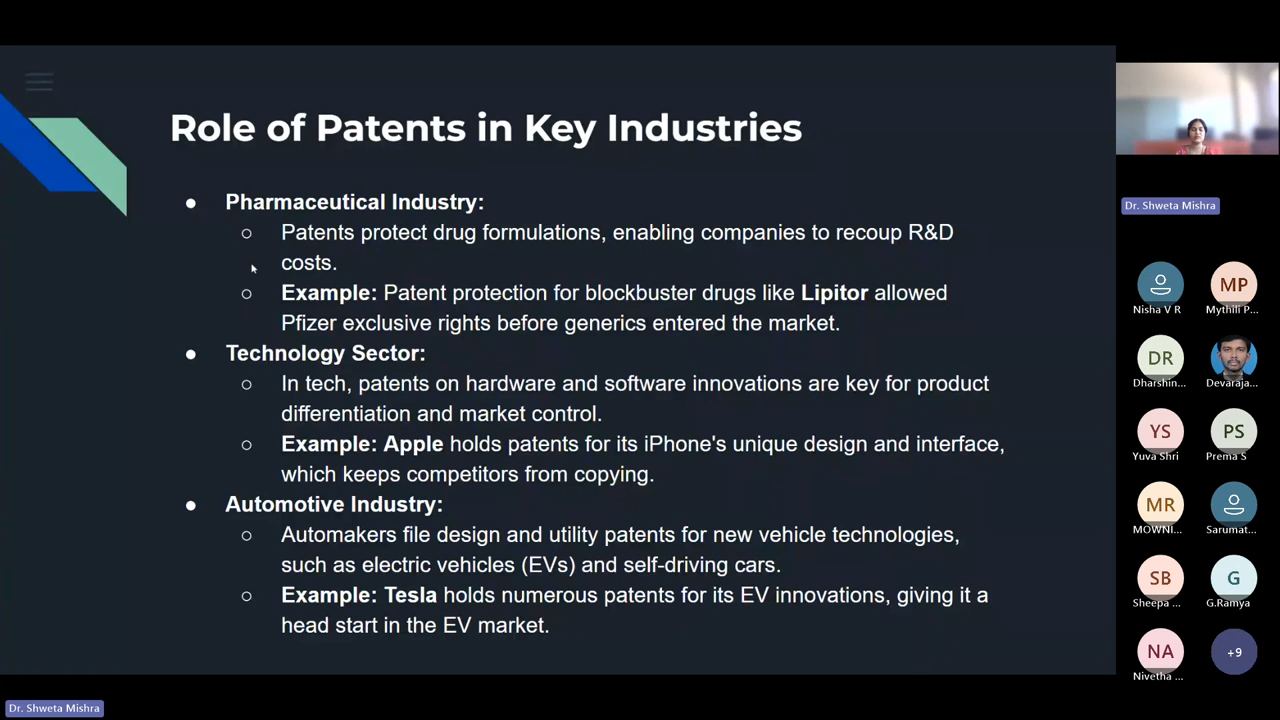 Role of Patents in Key Industries
● Pharmaceutical Industry:
○ Patents protect drug formulations, enabling companies to recoup R&D
costs.
○ Example: Patent protection for blockbuster drugs like Lipitor allowed
Pfizer exclusive rights before generics entered the market.
● Technology Sector:
○ In tech, patents on hardware and software innovations are key for product
differentiation and market control.
○ Example: Apple holds patents for its iPhone's unique design and interface,
which keeps competitors from copying.
● Automotive Industry:
○ Automakers file design and utility patents for new vehicle technologies,
such as electric vehicles (EVs) and self-driving cars.
○ Example: Tesla holds numerous patents for its EV innovations, giving it a
head start in the EV market.
Dr. Shweta Mishra
MP
Nisha V R
Mythili P...
DR
Dharshin...
Devaraja...
YS
PS
Yuva Shri
Prema S
MR
MOWNI...
Sarumat...
SB
G
Sheepa ...
G.Ramya
NA
+9
Nivetha ...
Dr. Shweta Mishra